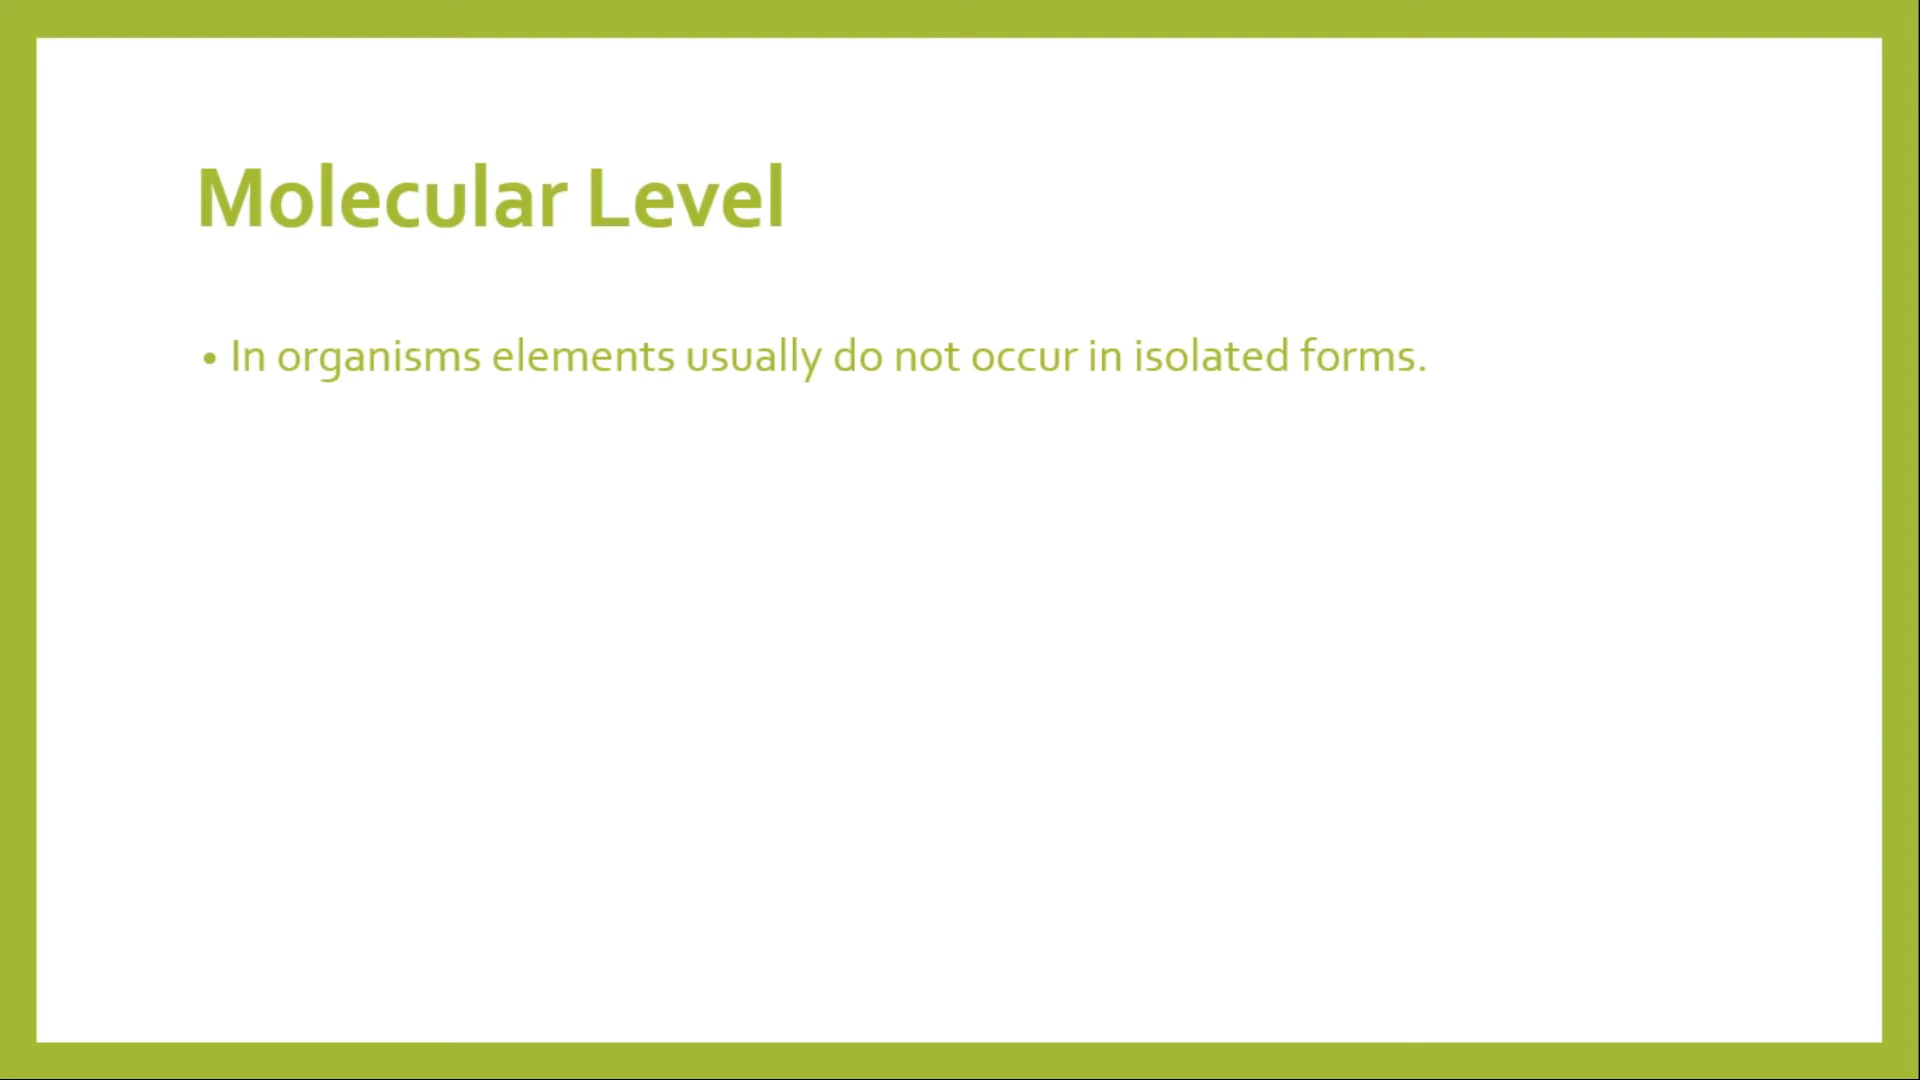 Molecular Level
• In organisms elements usually do not occur in isolated forms.